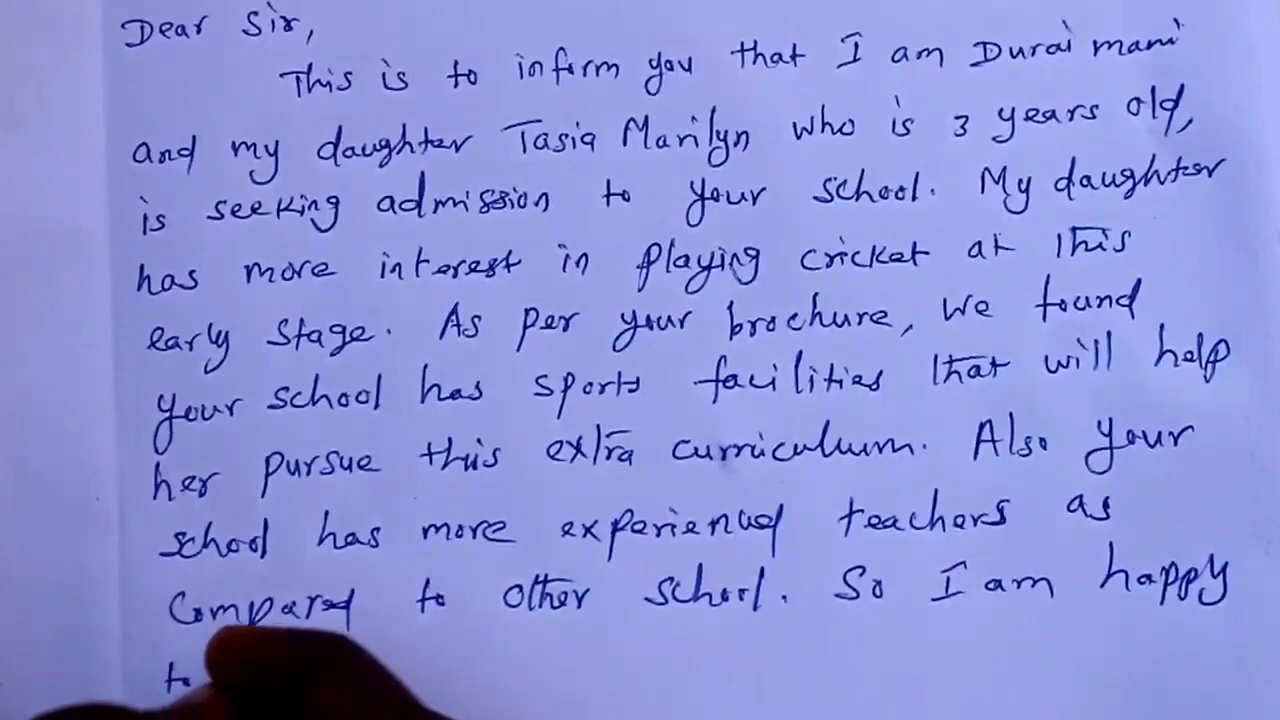 Dear Sir,
This is to inform you that I am Durai mani
and my daughter Tasia Marilyn who is 3 years old,
is seeking admission to your school. My daughter
has more interest in playing cricket at this
early stage. As per your brochure, we found
your school has sports facilities that will help
her pursue this extra curriculum. Also your
school has more experienced teachers as
compared to other school. So I am happy
to